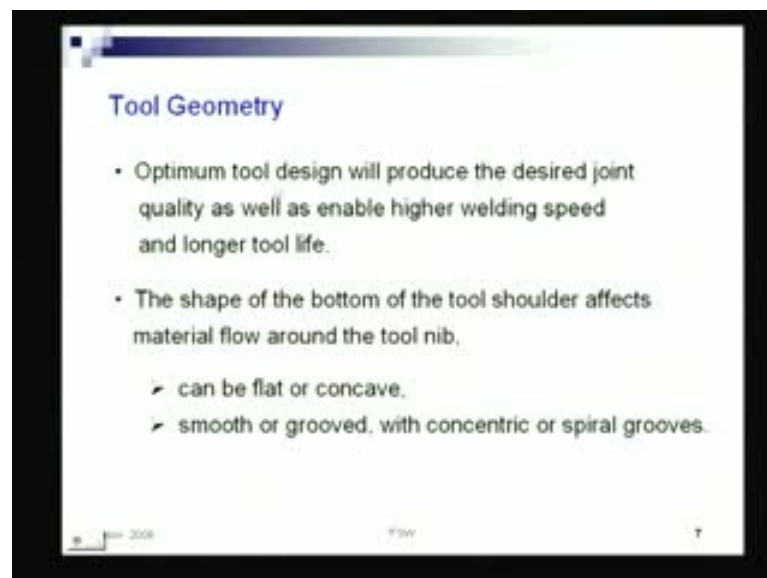 Tool Geometry
• Optimum tool design will produce the desired joint
quality as well as enable higher welding speed
and longer tool life.
• The shape of the bottom of the tool shoulder affects
material flow around the tool nib,
➢ can be flat or concave,
➢ smooth or grooved, with concentric or spiral grooves.
2008
7